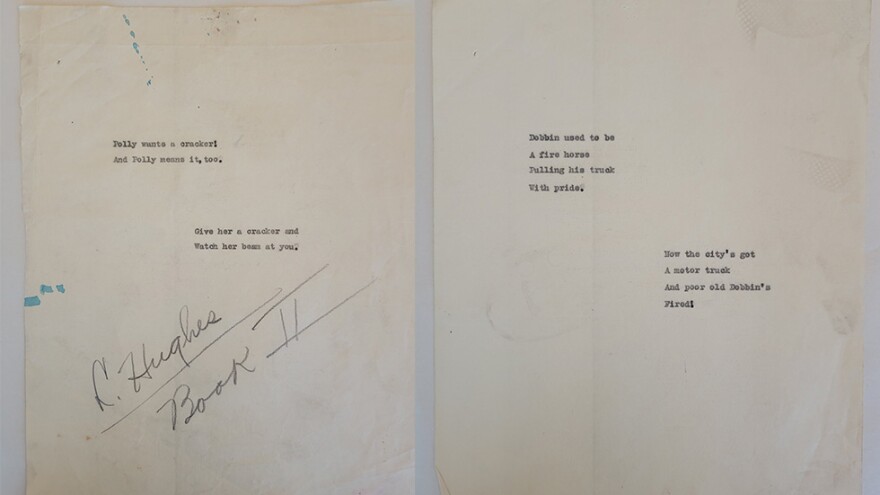 Polly wants a cracker!
And Polly means it, too.
Give her a cracker and
Watch her beam at you.
L. Hughes
Book II
Dobbin used to be
A fire horse
Pulling his truck
With pride.
Now the city's got
A motor truck
And poor old Dobbin's
Fired!